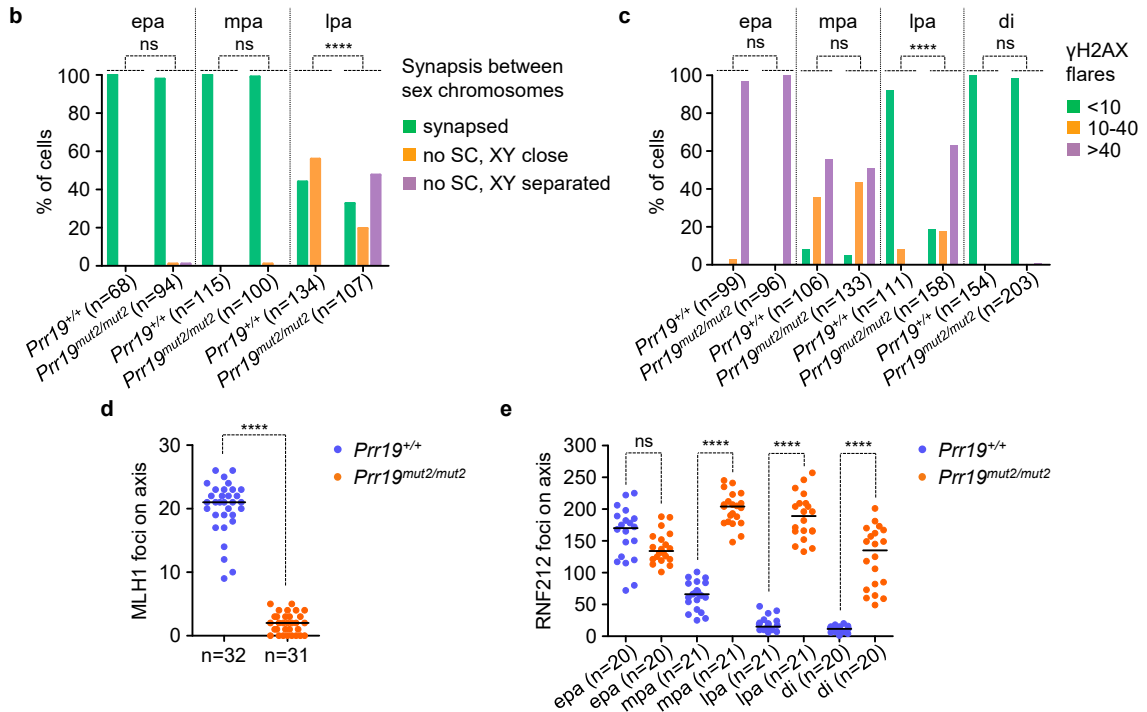 b
epa
mpa
lpa
ns
ns
****
Synapsis between
sex chromosomes
synapsed
no SC, XY close
no SC, XY separated
% of cells
100
80
60
40
20
0
Prr19+/+ (n=68)
Prr19mut2/mut2 (n=94)
Prr19+/+ (n=115)
Prr19mut2/mut2 (n=100)
Prr19+/+ (n=134)
Prr19mut2/mut2 (n=107)
c
epa
mpa
lpa
di
ns
ns
****
ns
γH2AX
flares
<10
10-40
>40
% of cells
100
80
60
40
20
0
Prr19+/+ (n=99)
Prr19mut2/mut2 (n=96)
Prr19+/+ (n=106)
Prr19mut2/mut2 (n=133)
Prr19+/+ (n=111)
Prr19mut2/mut2 (n=158)
Prr19+/+ (n=154)
Prr19mut2/mut2 (n=203)
d
****
Prr19+/+
Prr19mut2/mut2
MLH1 foci on axis
30
20
10
0
n=32
n=31
e
ns
****
****
****
Prr19+/+
Prr19mut2/mut2
RNF212 foci on axis
300
250
200
150
100
50
0
epa (n=20)
epa (n=20)
mpa (n=21)
mpa (n=21)
lpa (n=21)
lpa (n=21)
di (n=20)
di (n=20)